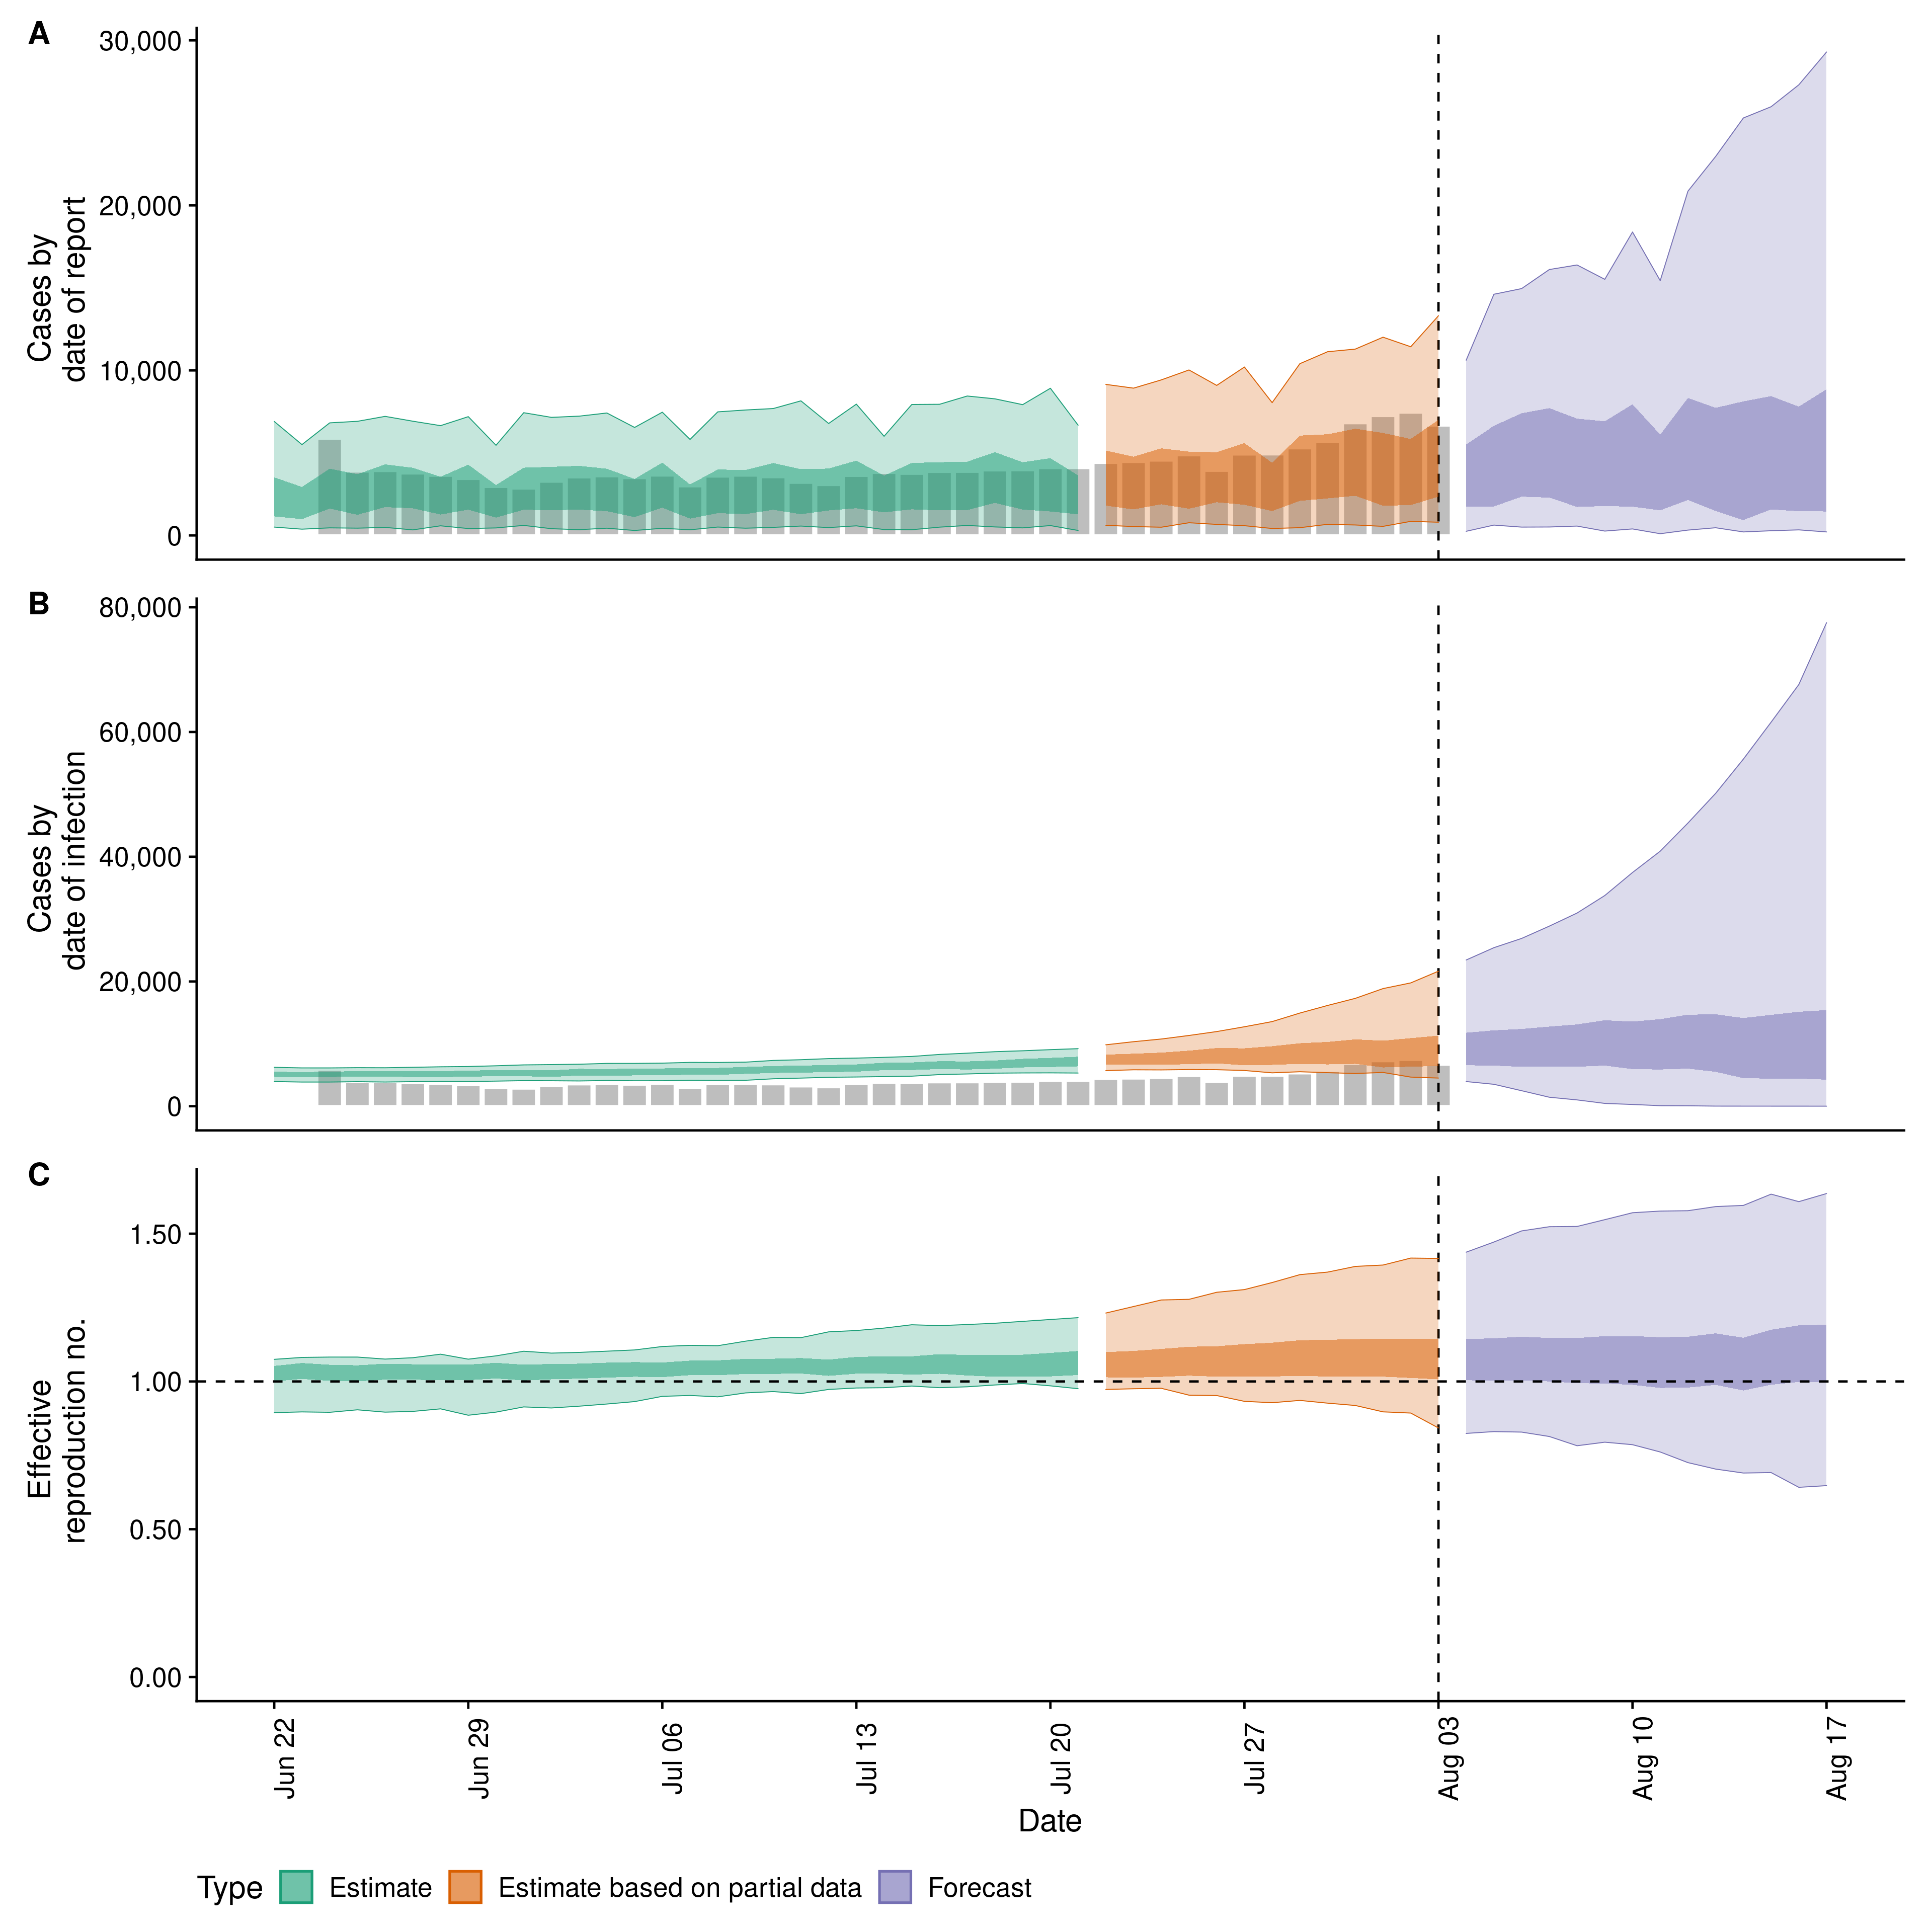 A
Cases by
date of report
30,000
20,000
10,000
0
B
Cases by
date of infection
80,000
60,000
40,000
20,000
0
C
Effective
reproduction no.
1.50
1.00
0.50
0.00
Jun 22
Jun 29
Jul 06
Jul 13
Jul 20
Jul 27
Aug 03
Aug 10
Aug 17
Date
Type Estimate Estimate based on partial data Forecast